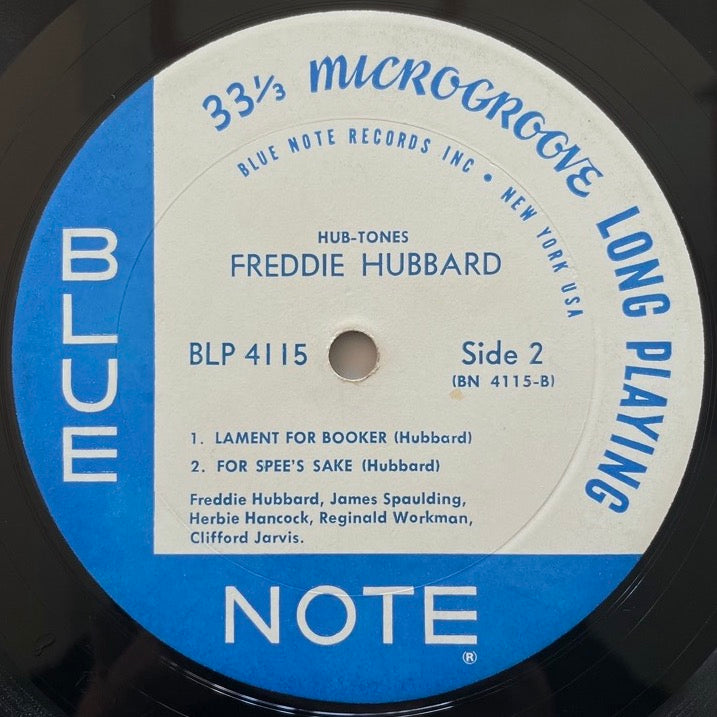 33⅓ MICROGROOVE LONG PLAYING
BLUE NOTE RECORDS INC • NEW YORK USA
HUB-TONES
FREDDIE HUBBARD
BLP 4115
Side 2
(BN 4115-B)
1. LAMENT FOR BOOKER (Hubbard)
2. FOR SPEE'S SAKE (Hubbard)
Freddie Hubbard, James Spaulding,
Herbie Hancock, Reginald Workman,
Clifford Jarvis.
BLUE
NOTE
®